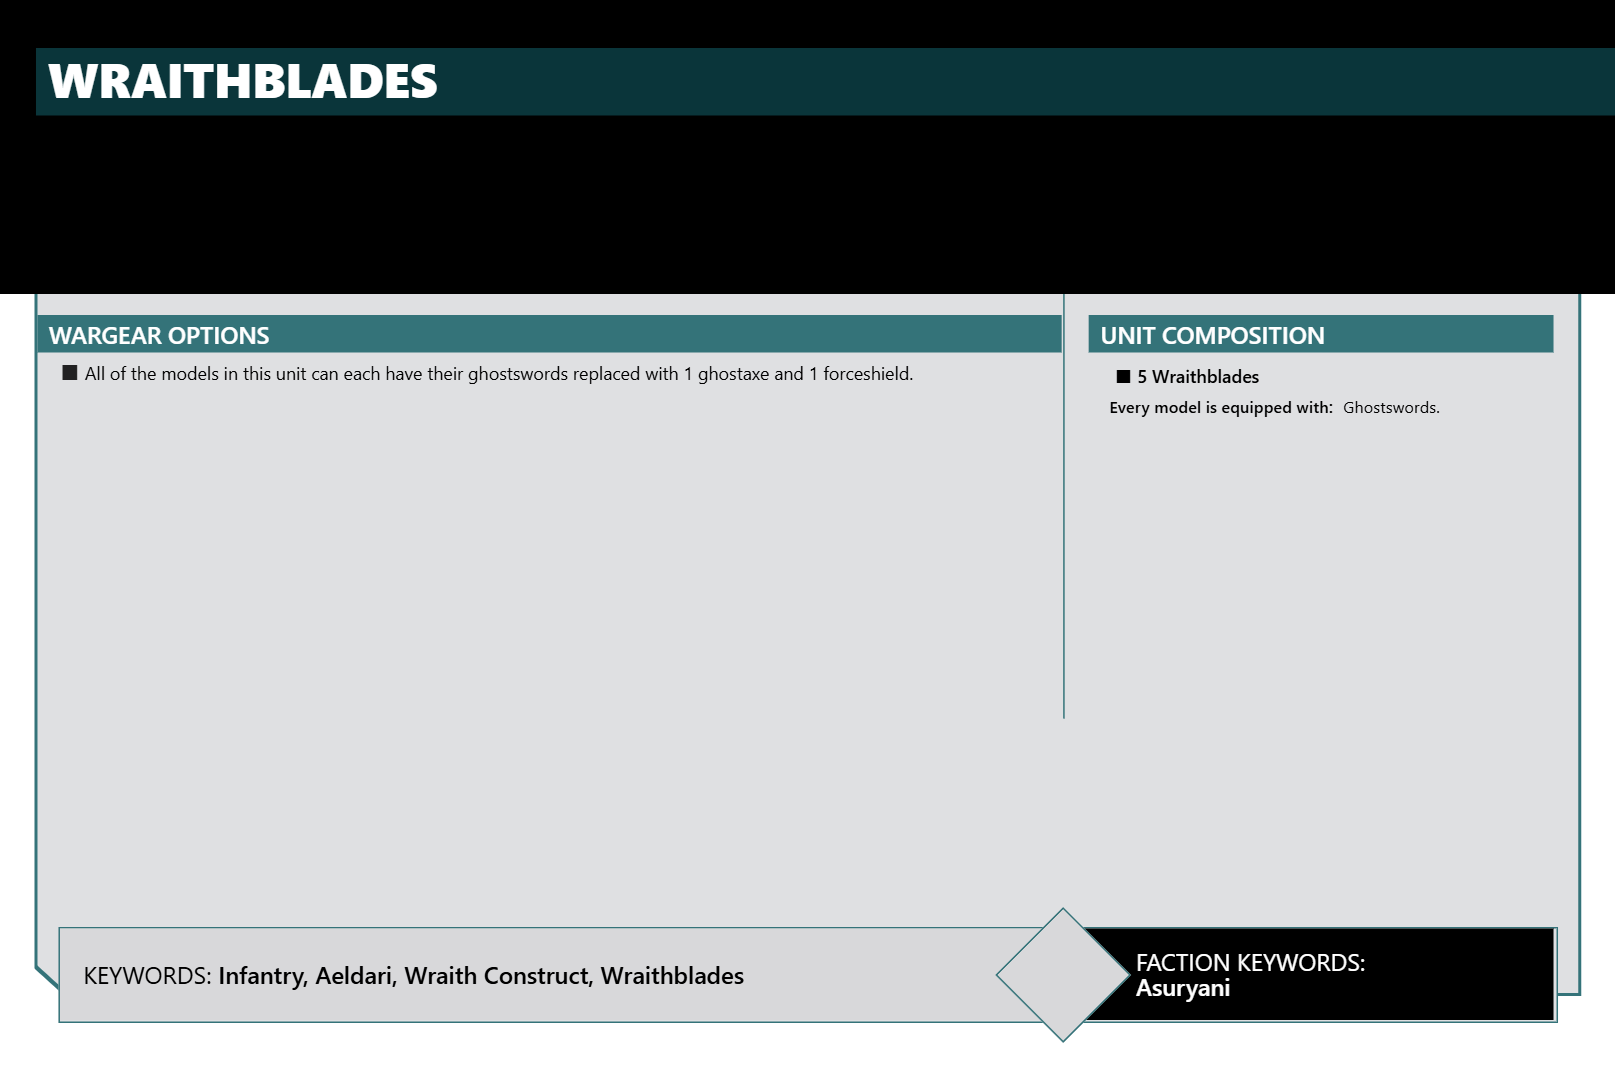 WRAITHBLADES
WARGEAR OPTIONS
■ All of the models in this unit can each have their ghostswords replaced with 1 ghostaxe and 1 forceshield.
UNIT COMPOSITION
■ 5 Wraithblades
Every model is equipped with: Ghostswords.
KEYWORDS: Infantry, Aeldari, Wraith Construct, Wraithblades
FACTION KEYWORDS:
Asuryani